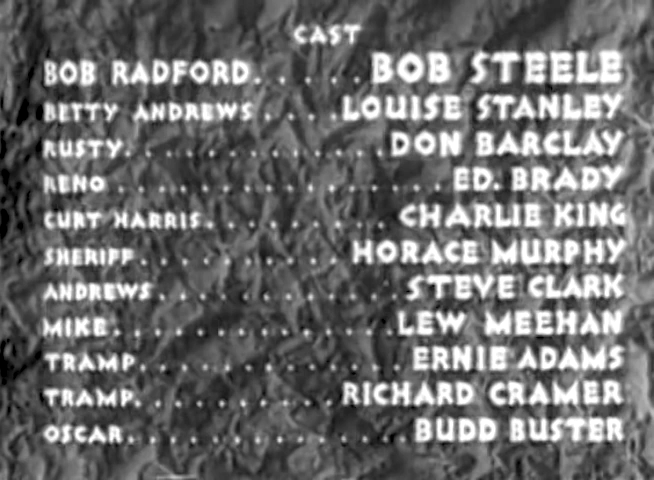 CAST
BOB RADFORD. . . . . BOB STEELE
BETTY ANDREWS . . . . LOUISE STANLEY
RUSTY. . . . . . . . . . . . . DON BARCLAY
RENO . . . . . . . . . . . . . . . . ED. BRADY
CURT HARRIS. . . . . . . . . CHARLIE KING
SHERIFF . . . . . . . . . . . HORACE MURPHY
ANDREWS. . . . . . . . . . . . . STEVE CLARK
MIKE. . . . . . . . . . . . . . . LEW MEEHAN
TRAMP. . . . . . . . . . . . . . ERNIE ADAMS
TRAMP. . . . . . . . . . . RICHARD CRAMER
OSCAR. . . . . . . . . . . . . . BUDD BUSTER